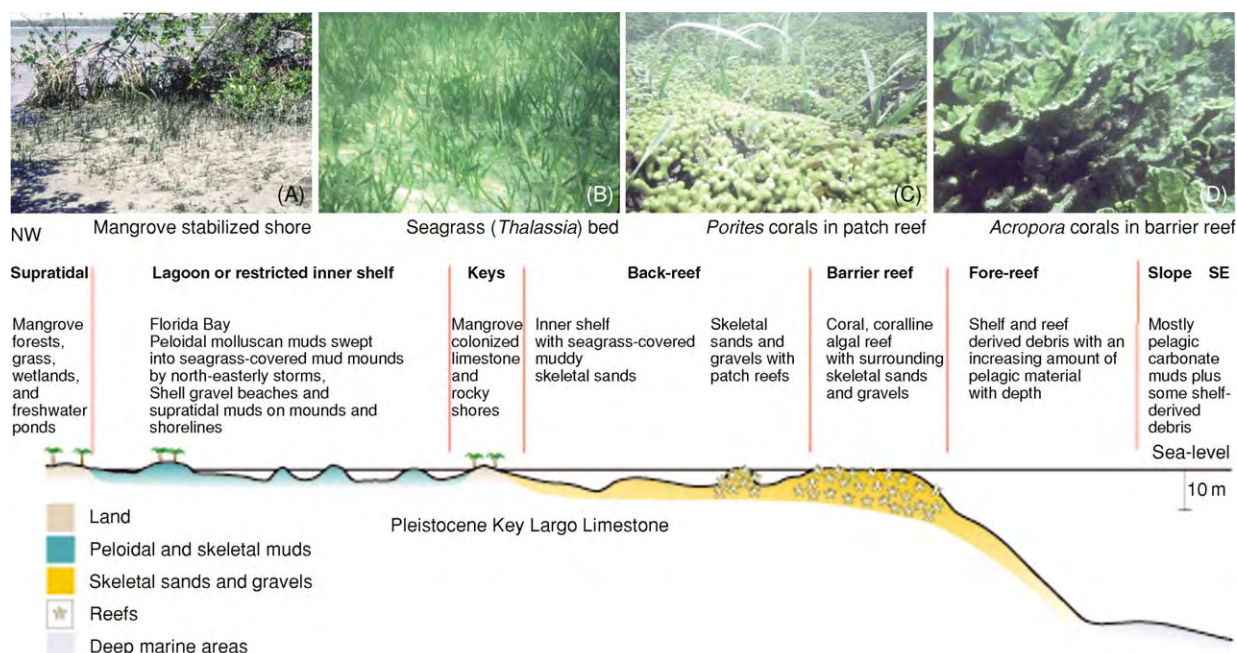 (A)
(B)
(C)
(D)
Mangrove stabilized shore
Seagrass (Thalassia) bed
Porites corals in patch reef
Acropora corals in barrier reef
NW
Supratidal
Lagoon or restricted inner shelf
Keys
Back-reef
Barrier reef
Fore-reef
Slope SE
Mangrove
forests,
grass,
wetlands,
and
freshwater
ponds
Florida Bay
Peloidal molluscan muds swept
into seagrass-covered mud mounds
by north-easterly storms,
Shell gravel beaches and
supratidal muds on mounds and
shorelines
Mangrove
colonized
limestone
and
rocky
shores
Inner shelf
with seagrass-covered
muddy
skeletal sands
Skeletal
sands and
gravels with
patch reefs
Coral, coralline
algal reef
with surrounding
skeletal sands
and gravels
Shelf and reef
derived debris with an
increasing amount of
pelagic material
with depth
Mostly
pelagic
carbonate
muds plus
some shelf-
derived
debris
Sea-level
10 m
Pleistocene Key Largo Limestone
Land
Peloidal and skeletal muds
Skeletal sands and gravels
Reefs
Deep marine areas